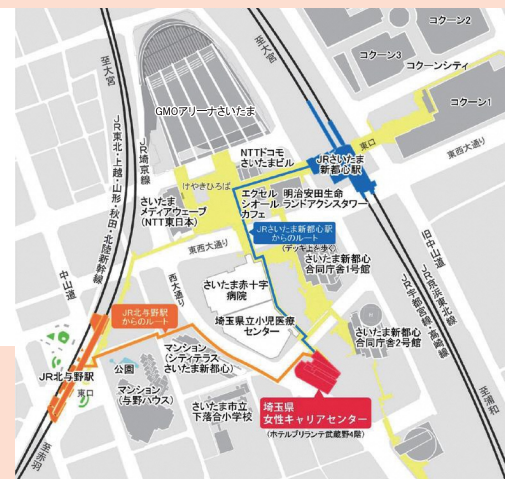 コクーン2
コクーン3
コクーンシティ
コクーン1
至大宮
至大宮
GMOアリーナさいたま
JR東北・上越・山形・秋田・北陸新幹線
JR埼京線
NTTドコモ
さいたまビル
JRさいたま
新都心駅
東口
東西大通り
けやきひろば
さいたま
メディアウェーブ
(NTT東日本)
エクセル
シオール
カフェ
明治安田生命
ランドアクシスタワー
JRさいたま新都心駅
からのルート
(デッキ上を歩く)
東西大通り
中山道
西大通り
さいたま赤十字
病院
さいたま新都心
合同庁舎1号館
旧中山道
JR京浜東北線
JR宇都宮線・高崎線
埼玉県立小児医療
センター
JR北与野駅
からのルート
さいたま新都心
合同庁舎2号館
マンション
(シティテラス
さいたま新都心)
公園
JR北与野駅
東口
マンション
(与野ハウス)
さいたま市立
下落合小学校
埼玉県
女性キャリアセンター
(ホテルブリランテ武蔵野4階)
至赤羽
至浦和